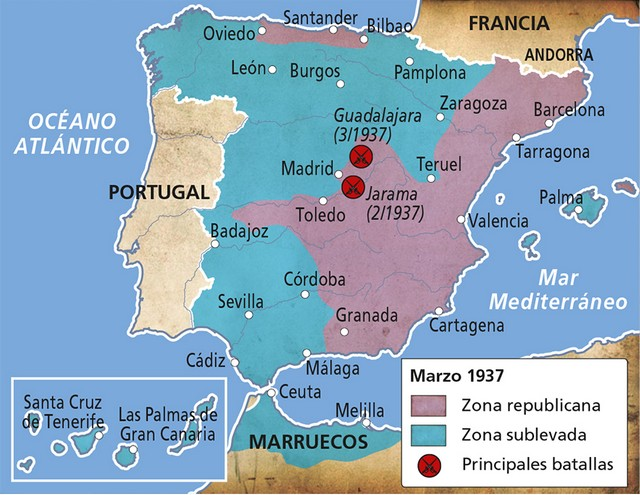 FRANCIA
ANDORRA
Santander
Oviedo
Bilbao
León
Burgos
Pamplona
Zaragoza
Barcelona
Guadalajara
(3/1937)
OCÉANO
ATLÁNTICO
Tarragona
Madrid
Teruel
PORTUGAL
Jarama
(2/1937)
Palma
Toledo
Valencia
Badajoz
Mar
Mediterráneo
Córdoba
Sevilla
Granada
Cartagena
Cádiz
Málaga
Ceuta
Melilla
MARRUECOS
Santa Cruz
de Tenerife
Las Palmas de
Gran Canaria
Marzo 1937
Zona republicana
Zona sublevada
Principales batallas